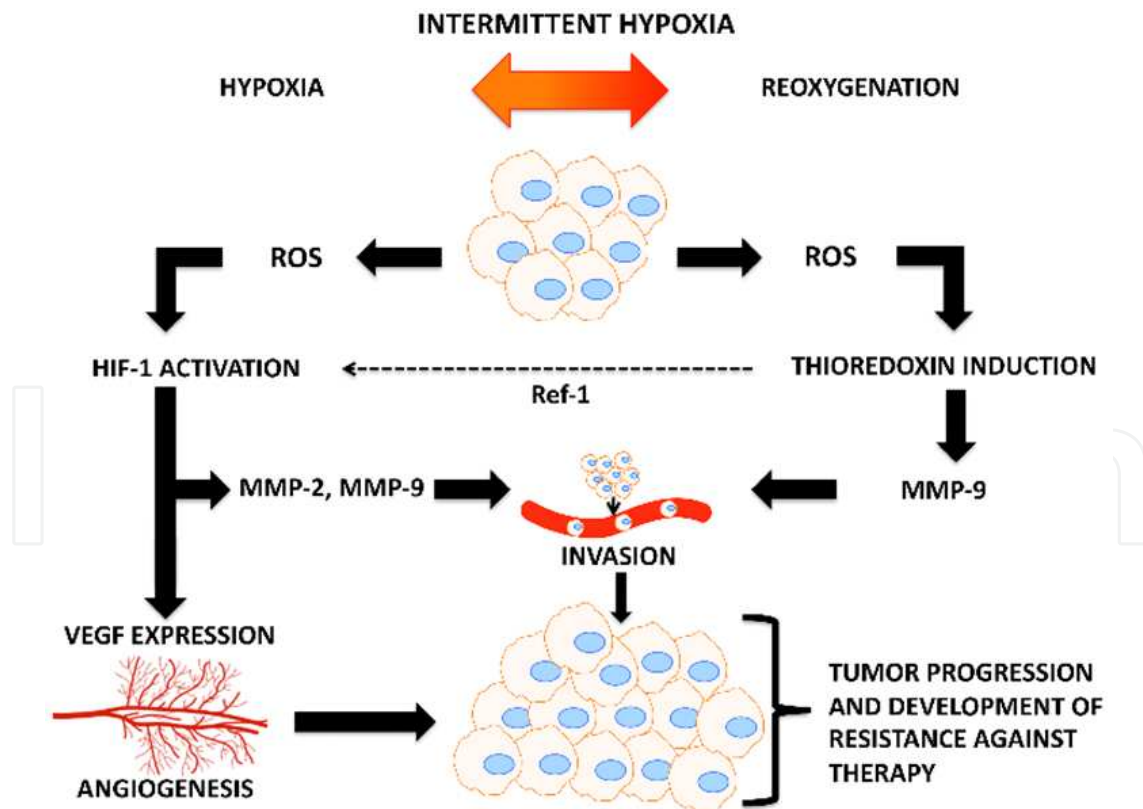 INTERMITTENT HYPOXIA
HYPOXIA
REOXYGENATION
ROS
ROS
HIF-1 ACTIVATION
THIOREDOXIN INDUCTION
Ref-1
MMP-2, MMP-9
MMP-9
INVASION
VEGF EXPRESSION
ANGIOGENESIS
TUMOR PROGRESSION
AND DEVELOPMENT OF
RESISTANCE AGAINST
THERAPY